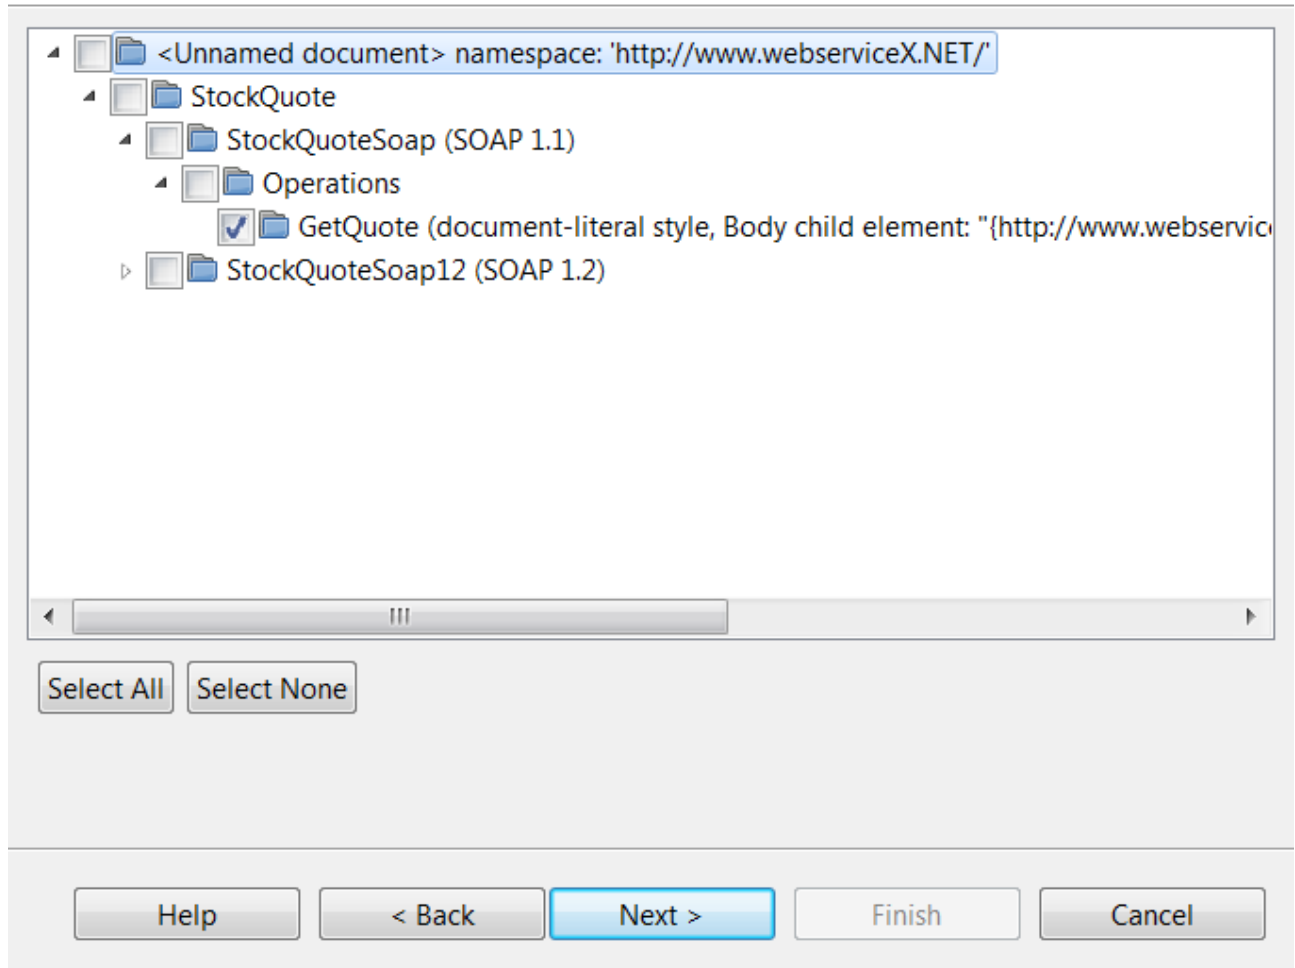 <Unnamed document> namespace: 'http://www.webserviceX.NET/'
StockQuote
StockQuoteSoap (SOAP 1.1)
Operations
GetQuote (document-literal style, Body child element: "{http://www.webservice
StockQuoteSoap12 (SOAP 1.2)
Select All Select None
Help < Back Next > Finish Cancel